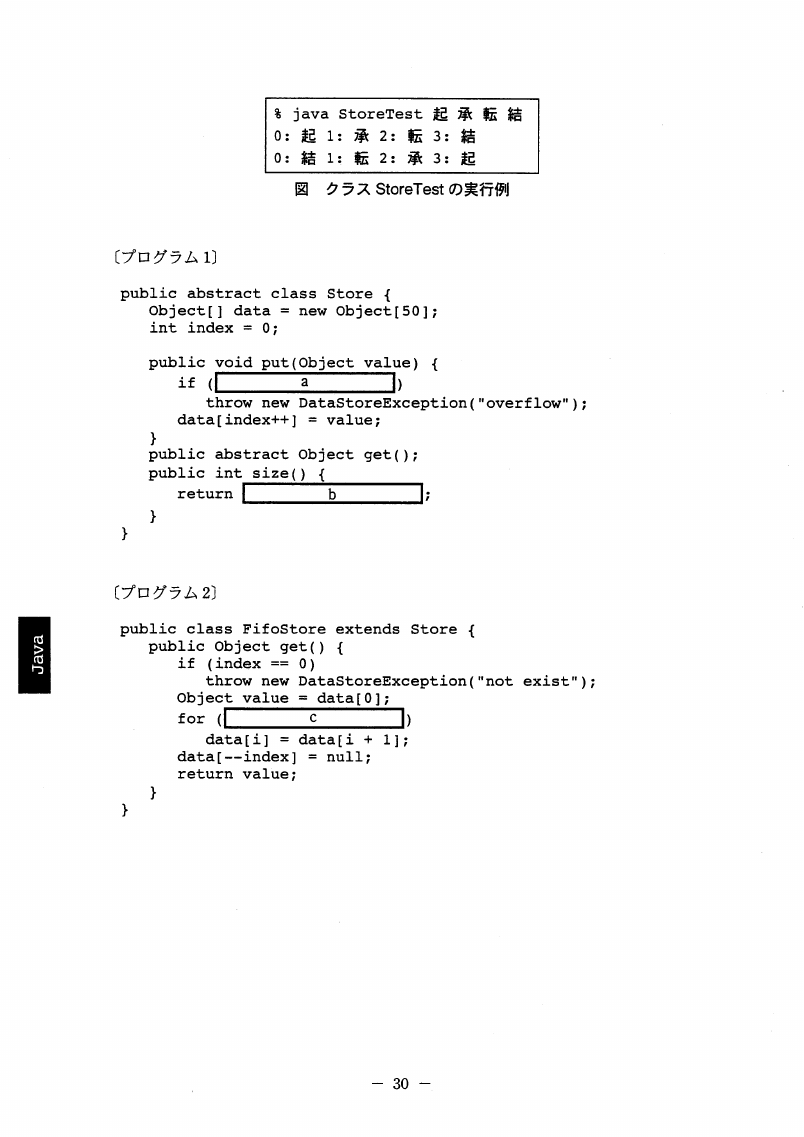 % java StoreTest 起 承 転 結
0: 起 1: 承 2: 転 3: 結
0: 結 1: 転 2: 承 3: 起
図 クラス StoreTest の実行例
〔プログラム 1〕
public abstract class Store {
Object[] data = new Object[50];
int index = 0;
public void put(Object value) {
if ( a )
throw new DataStoreException("overflow");
data[index++] = value;
}
public abstract Object get();
public int size() {
return b ;
}
}
〔プログラム 2〕
public class FifoStore extends Store {
public Object get() {
if (index == 0)
throw new DataStoreException("not exist");
Object value = data[0];
for ( c )
data[i] = data[i + 1];
data[--index] = null;
return value;
}
}
Java
— 30 —